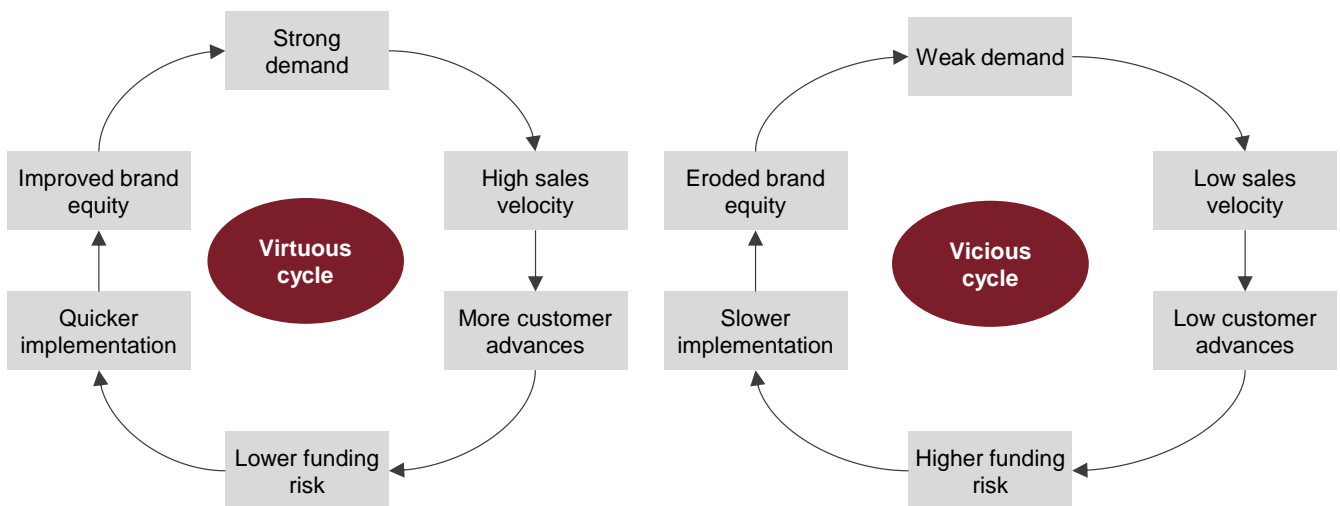 Strong
demand
High sales
velocity
More customer
advances
Lower funding
risk
Quicker
implementation
Improved brand
equity
Virtuous
cycle
Weak demand
Low sales
velocity
Low customer
advances
Higher funding
risk
Slower
implementation
Eroded brand
equity
Vicious
cycle